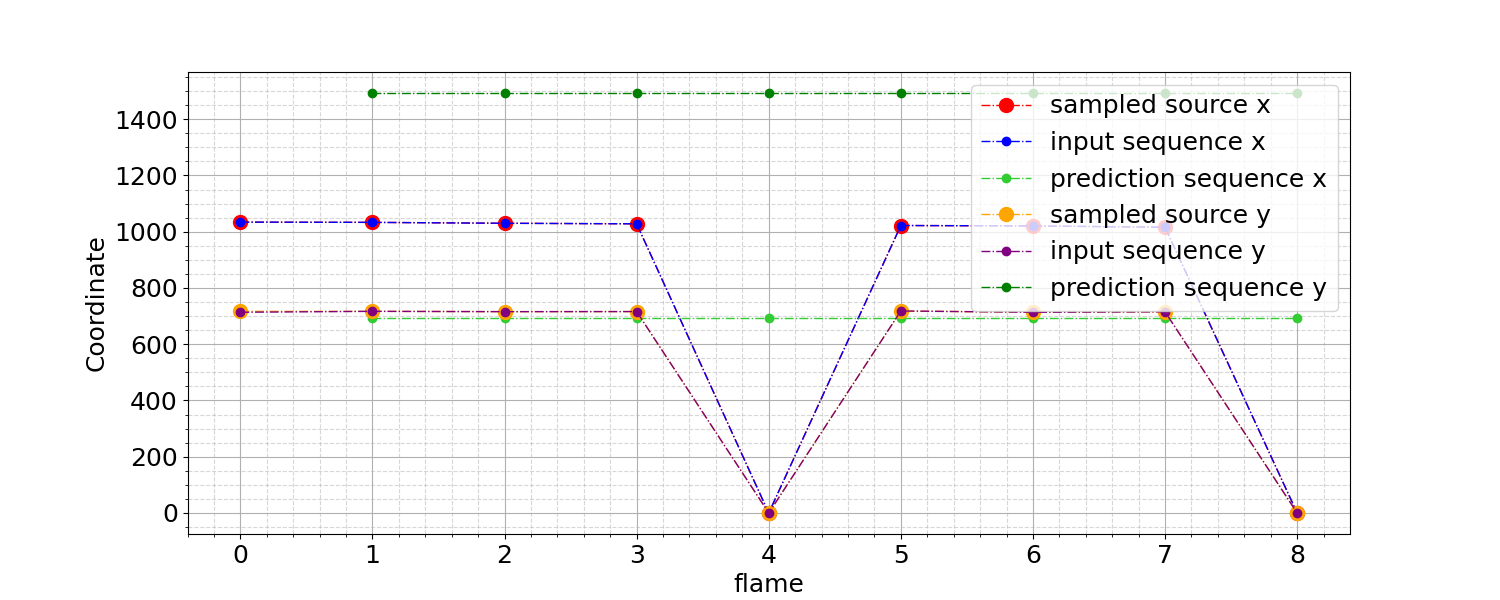 1400
1200
1000
800
600
400
200
0
Coordinate
sampled source x
input sequence x
prediction sequence x
sampled source y
input sequence y
prediction sequence y
0 1 2 3 4 5 6 7 8
flame